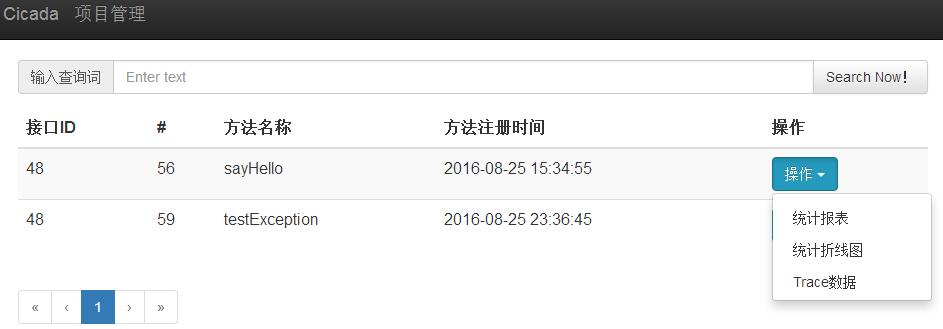 Cicada 项目管理
输入查询词 Enter text Search Now!
接口ID # 方法名称 方法注册时间 操作
48 56 sayHello 2016-08-25 15:34:55 操作
48 59 testException 2016-08-25 23:36:45
统计报表
统计折线图
Trace数据
« ‹ 1 › »